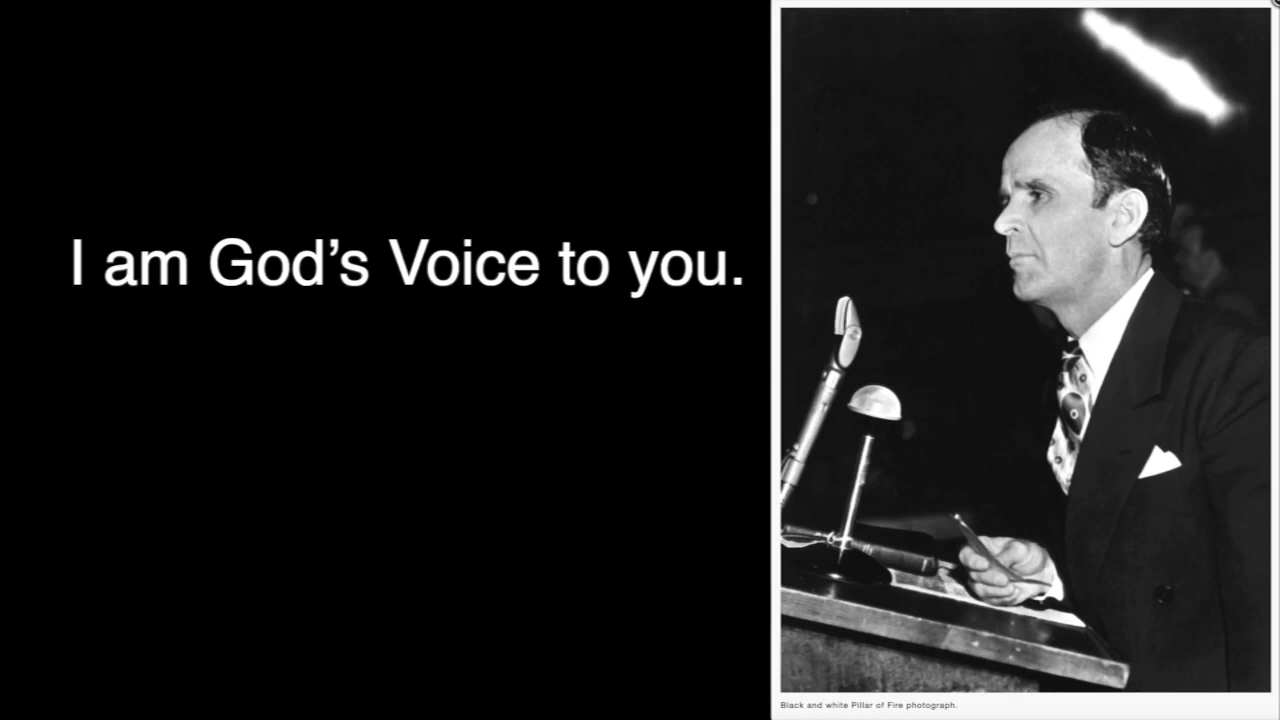 I am God’s Voice to you.
Black and white Pillar of Fire photograph.